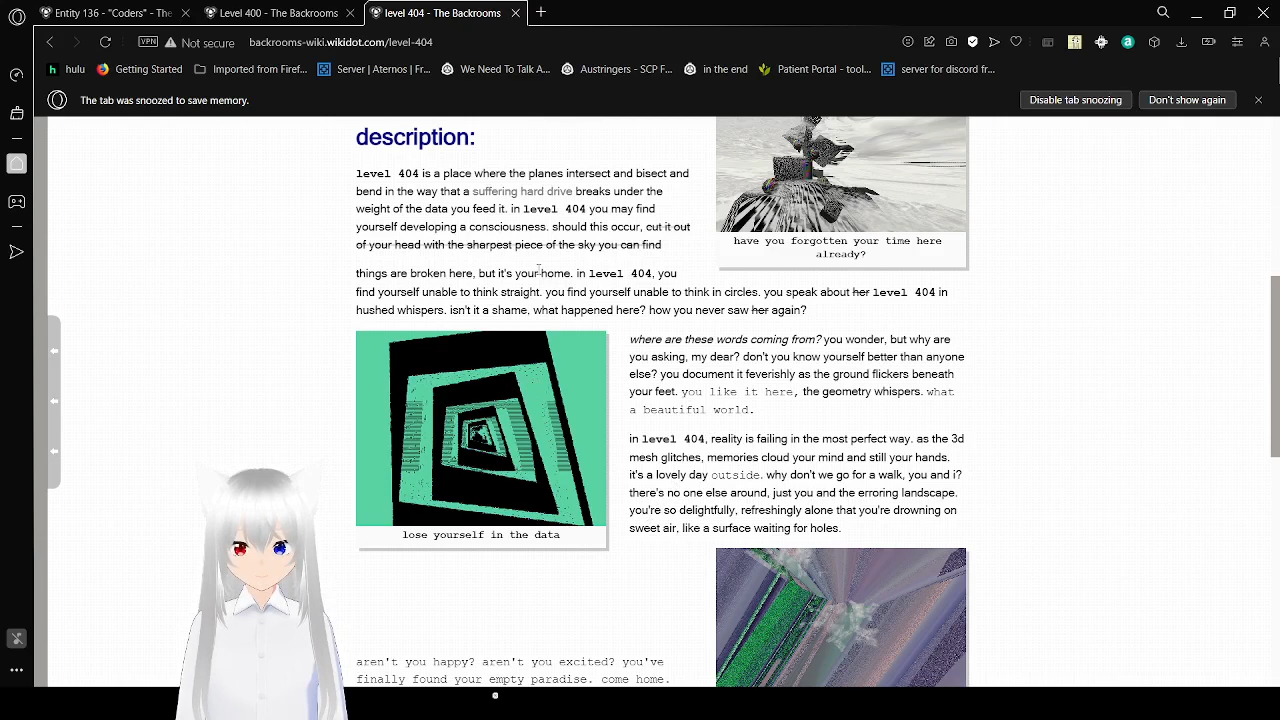 Entity 136 - "Coders" - The
Level 400 - The Backrooms
level 404 - The Backrooms
VPN
Not secure
backrooms-wiki.wikidot.com/level-404
hulu
Getting Started
Imported from Firef...
Server | Aternos | Fr...
We Need To Talk A...
Austringers - SCP F...
in the end
Patient Portal - tool...
server for discord fr...
The tab was snoozed to save memory.
Disable tab snoozing
Don't show again
description:
level 404 is a place where the planes intersect and bisect and
bend in the way that a suffering hard drive breaks under the
weight of the data you feed it. in level 404 you may find
yourself developing a consciousness. should this occur, cut it out
of your head with the sharpest piece of the sky you can find
have you forgotten your time here
already?
things are broken here, but it's your home. in level 404, you
find yourself unable to think straight. you find yourself unable to think in circles. you speak about her level 404 in
hushed whispers. isn't it a shame, what happened here? how you never saw her again?
where are these words coming from? you wonder, but why are
you asking, my dear? don't you know yourself better than anyone
else? you document it feverishly as the ground flickers beneath
your feet. you like it here, the geometry whispers. what
a beautiful world.
in level 404, reality is failing in the most perfect way. as the 3d
mesh glitches, memories cloud your mind and still your hands.
it's a lovely day outside. why don't we go for a walk, you and i?
there's no one else around, just you and the erroring landscape.
you're so delightfully, refreshingly alone that you're drowning on
sweet air, like a surface waiting for holes.
lose yourself in the data
aren't you happy? aren't you excited? you've
finally found your empty paradise. come home.